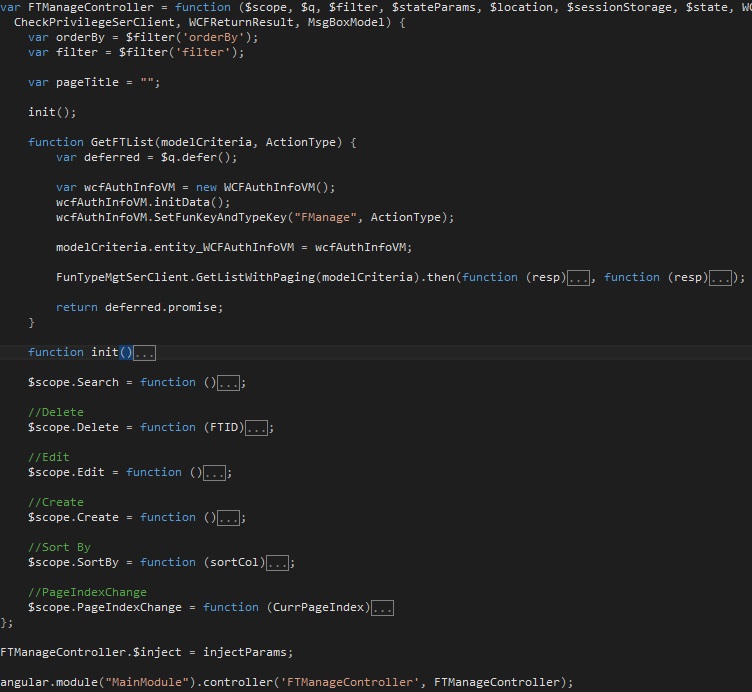 var FTManageController = function ($scope, $q, $filter, $stateParams, $location, $sessionStorage, $state,
CheckPrivilegeSerClient, WCFReturnResult, MsgBoxModel) {
var orderBy = $filter('orderBy');
var filter = $filter('filter');
var pageTitle = "";
init();
function GetFTList(modelCriteria, ActionType) {
var deferred = $q.defer();
var wcfAuthInfoVM = new WCFAuthInfoVM();
wcfAuthInfoVM.initData();
wcfAuthInfoVM.SetFunKeyAndTypeKey("FManage", ActionType);
modelCriteria.entity_WCFAuthInfoVM = wcfAuthInfoVM;
FunTypeMgtSerClient.GetListWithPaging(modelCriteria).then(function (resp)..., function (resp)...);
return deferred.promise;
}
function init()...
$scope.Search = function ()...;
//Delete
$scope.Delete = function (FTID)...;
//Edit
$scope.Edit = function ()...;
//Create
$scope.Create = function ()...;
//Sort By
$scope.SortBy = function (sortCol)...;
//PageIndexChange
$scope.PageIndexChange = function (CurrPageIndex)...
};
FTManageController.$inject = injectParams;
angular.module("MainModule").controller('FTManageController', FTManageController);